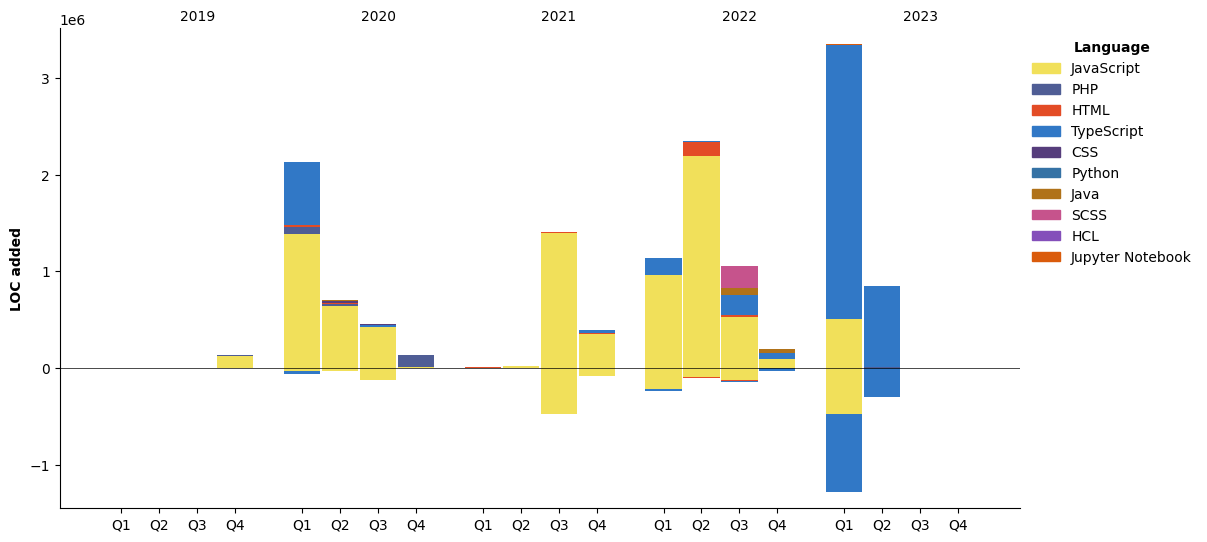 2019 2020 2021 2022 2023
1e6
Language
JavaScript
PHP
HTML
TypeScript
CSS
Python
Java
SCSS
HCL
Jupyter Notebook
LOC added
3
2
1
0
−1
Q1 Q2 Q3 Q4 Q1 Q2 Q3 Q4 Q1 Q2 Q3 Q4 Q1 Q2 Q3 Q4 Q1 Q2 Q3 Q4